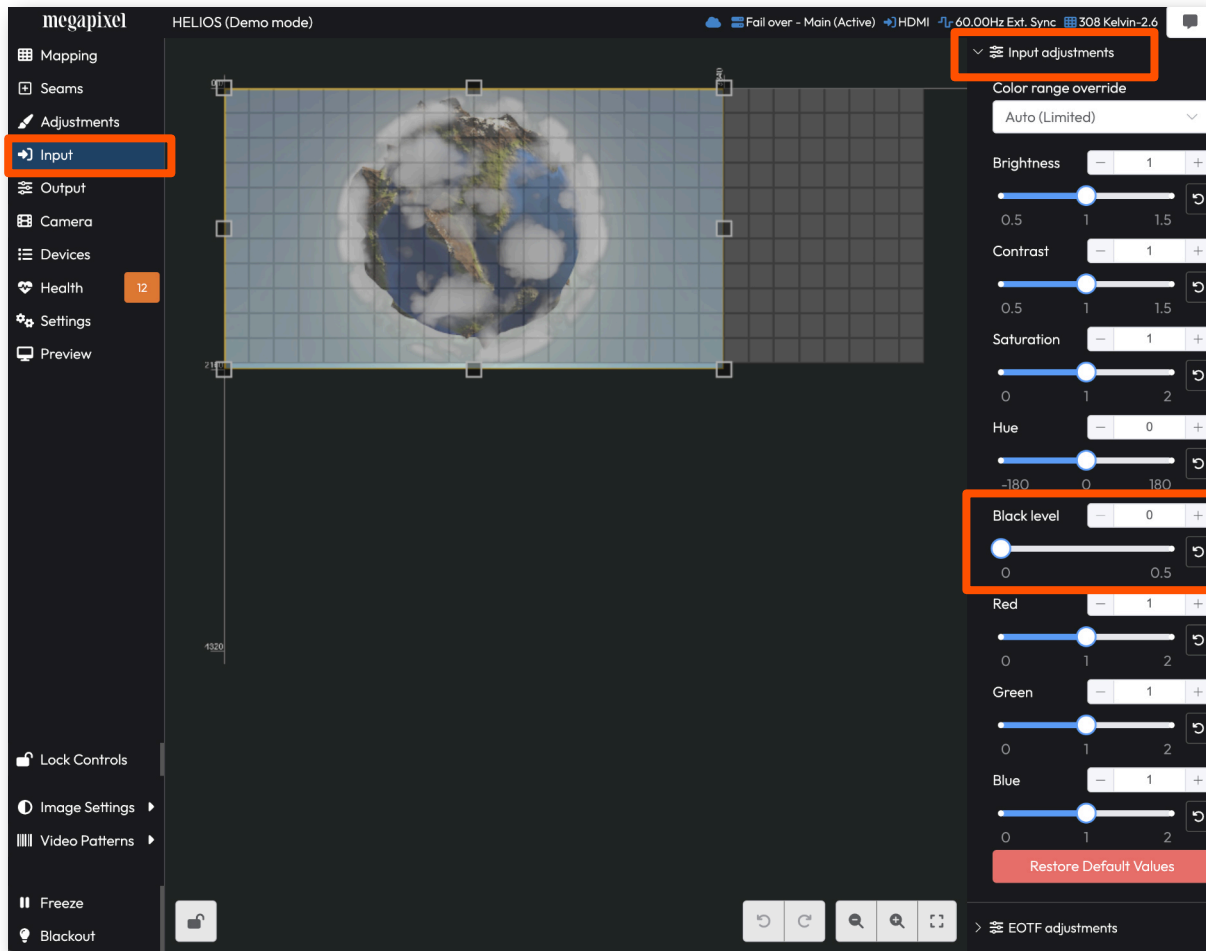 megapixel
HELIOS (Demo mode)
Fail over - Main (Active) HDMI 60.00Hz Ext. Sync 308 Kelvin-2.6
Mapping
Seams
Adjustments
Input
Output
Camera
Devices
Health 12
Settings
Preview
Lock Controls
Image Settings
Video Patterns
Freeze
Blackout
2160
4320
Input adjustments
Color range override
Auto (Limited)
Brightness − 1 +
0.5 1 1.5
Contrast − 1 +
0.5 1 1.5
Saturation − 1 +
0 1 2
Hue − 0 +
-180 0 180
Black level − 0 +
0 0.5
Red − 1 +
0 1 2
Green − 1 +
0 1 2
Blue − 1 +
0 1 2
Restore Default Values
EOTF adjustments